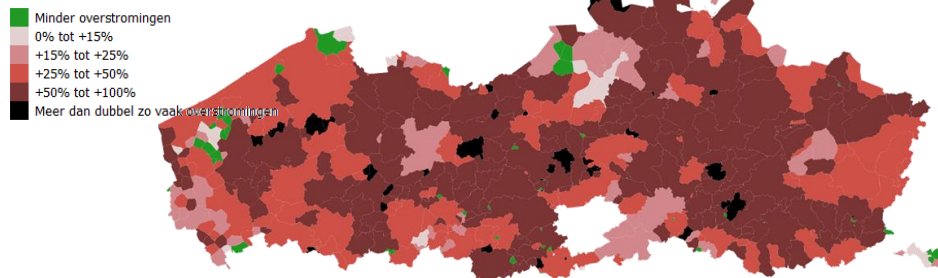 Minder overstromingen
0% tot +15%
+15% tot +25%
+25% tot +50%
+50% tot +100%
Meer dan dubbel zo vaak overstromingen